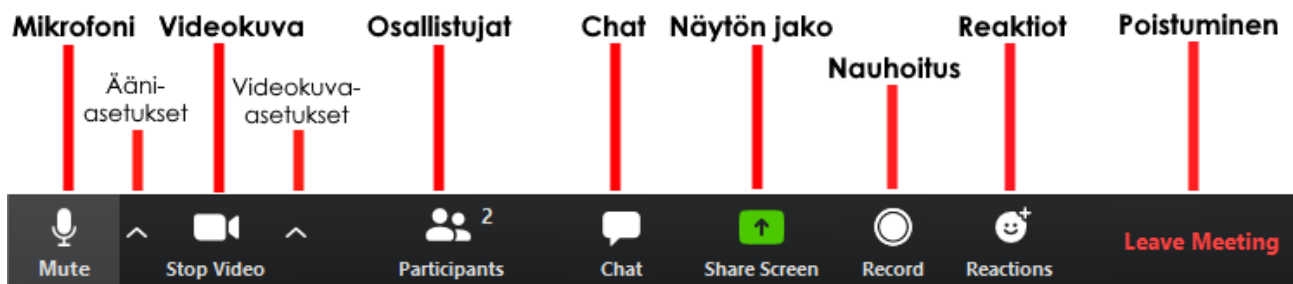 Mikrofoni Videokuva Osallistujat Chat Näytön jako Reaktiot Poistuminen
Nauhoitus
Ääni-
asetukset
Videokuva-
asetukset
2
Mute Stop Video Participants Chat Share Screen Record Reactions Leave Meeting